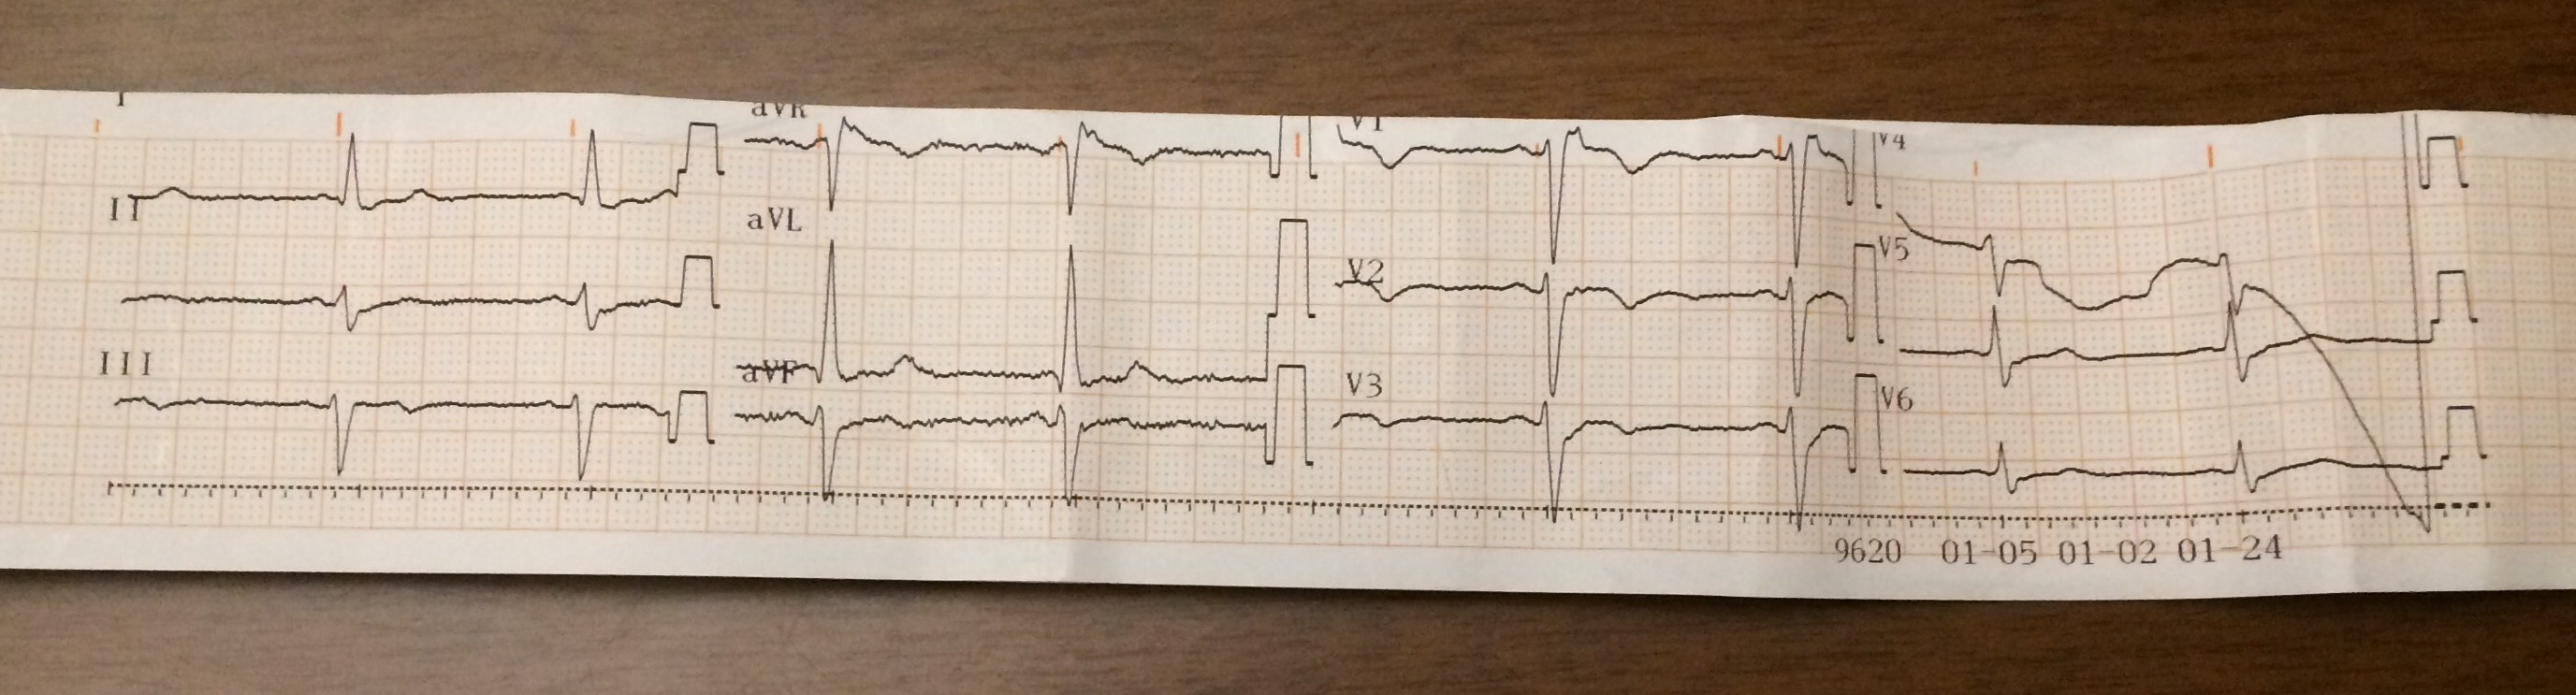 I aVR V1 V4
II aVL V2 V5
III aVF V3 V6
9620 01-05 01-02 01-24